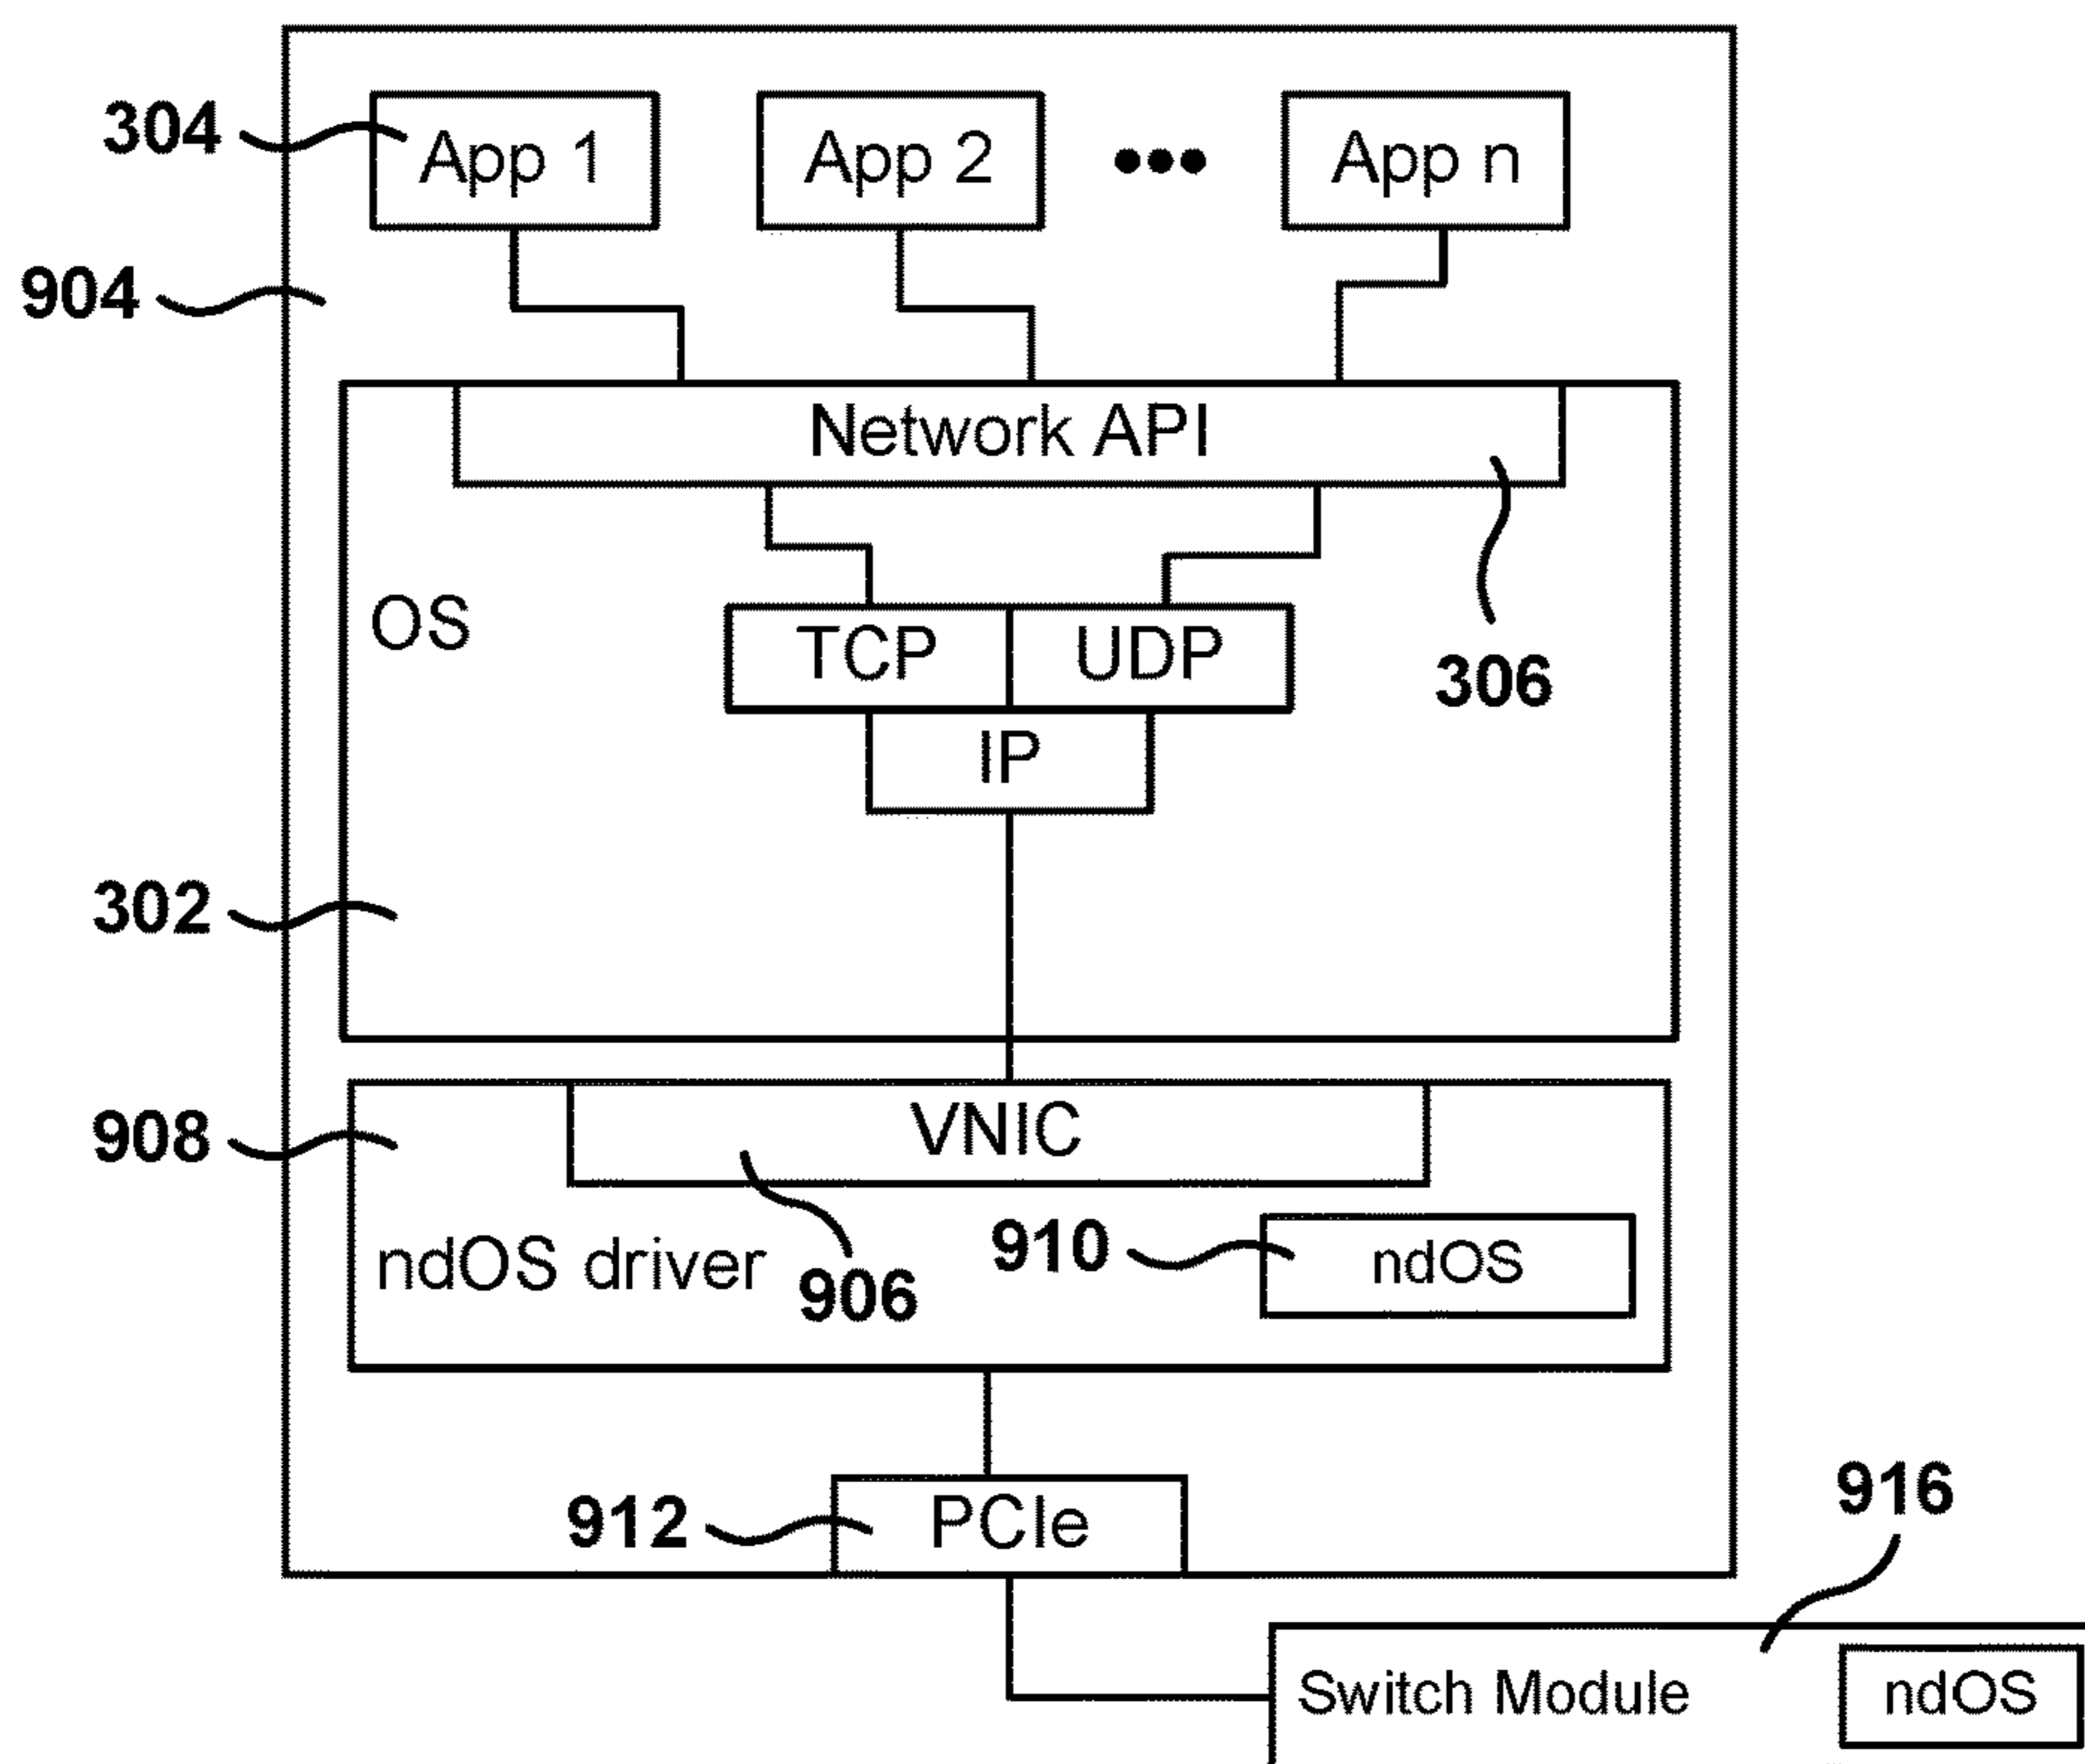 304
App 1
App 2
•••
App n
904
Network API
OS
TCP
UDP
306
IP
302
908
VNIC
910
ndOS
ndOS driver
906
912
PCIe
916
Switch Module
ndOS